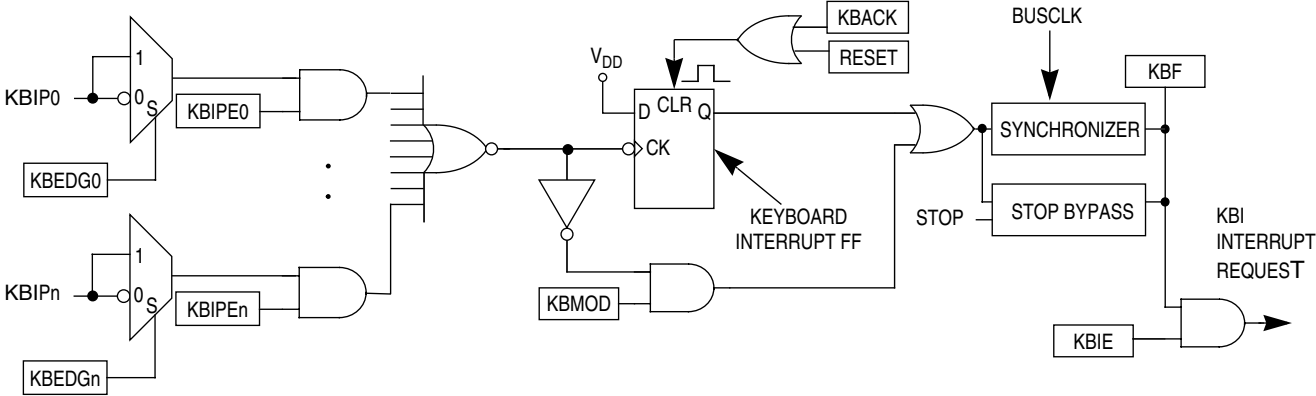 KBIP0
1
0
S
KBEDG0
KBIPE0
KBIPn
1
0
S
KBEDGn
KBIPEn
VDD
D
CLR
Q
CK
KBACK
RESET
KEYBOARD
INTERRUPT FF
KBMOD
BUSCLK
SYNCHRONIZER
STOP
STOP BYPASS
KBF
KBI
INTERRUPT
REQUEST
KBIE